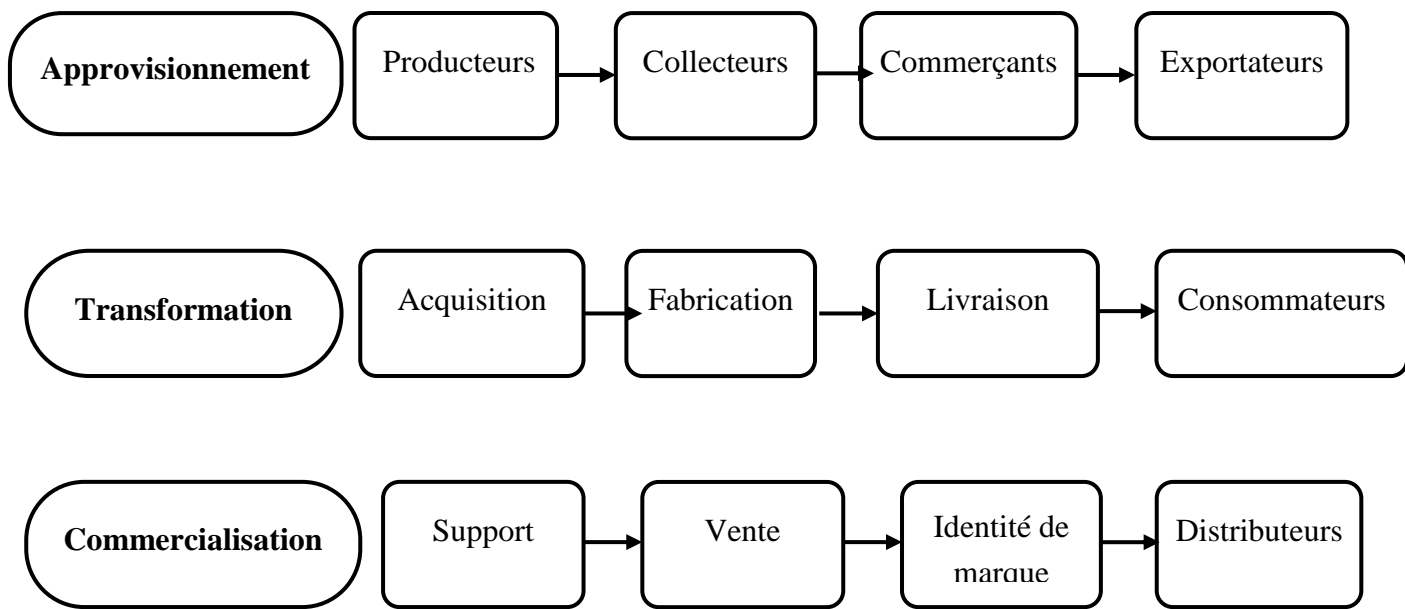 Approvisionnement
Producteurs
Collecteurs
Commerçants
Exportateurs
Transformation
Acquisition
Fabrication
Livraison
Consommateurs
Commercialisation
Support
Vente
Identité de
marque
Distributeurs